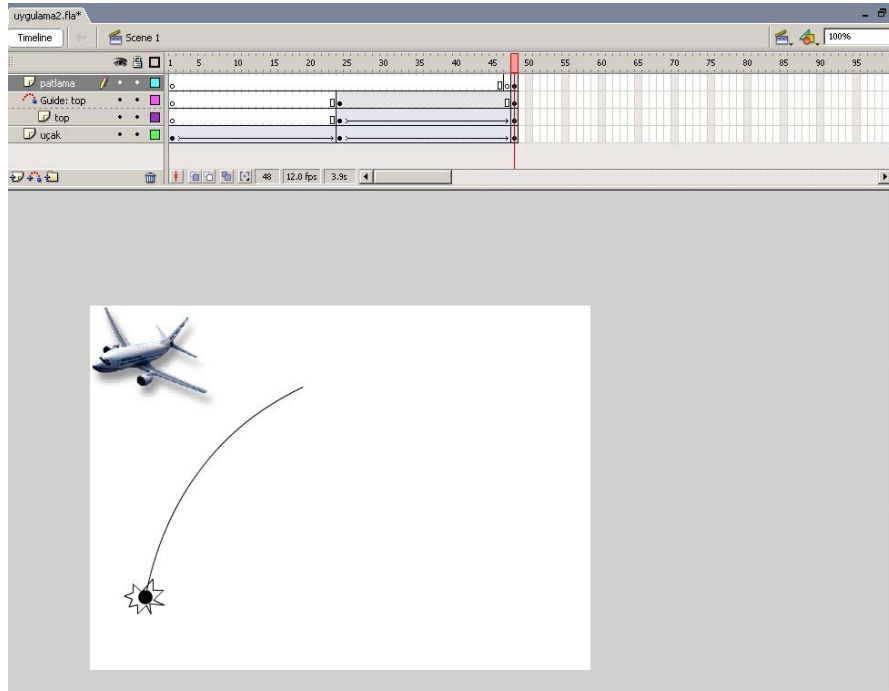 uygulama2.fla*
Timeline Scene 1 100%
1 5 10 15 20 25 30 35 40 45 50 55 60 65 70 75 80 85 90 95
patlama
Guide: top
top
uçak
48 12.0 fps 3.9s